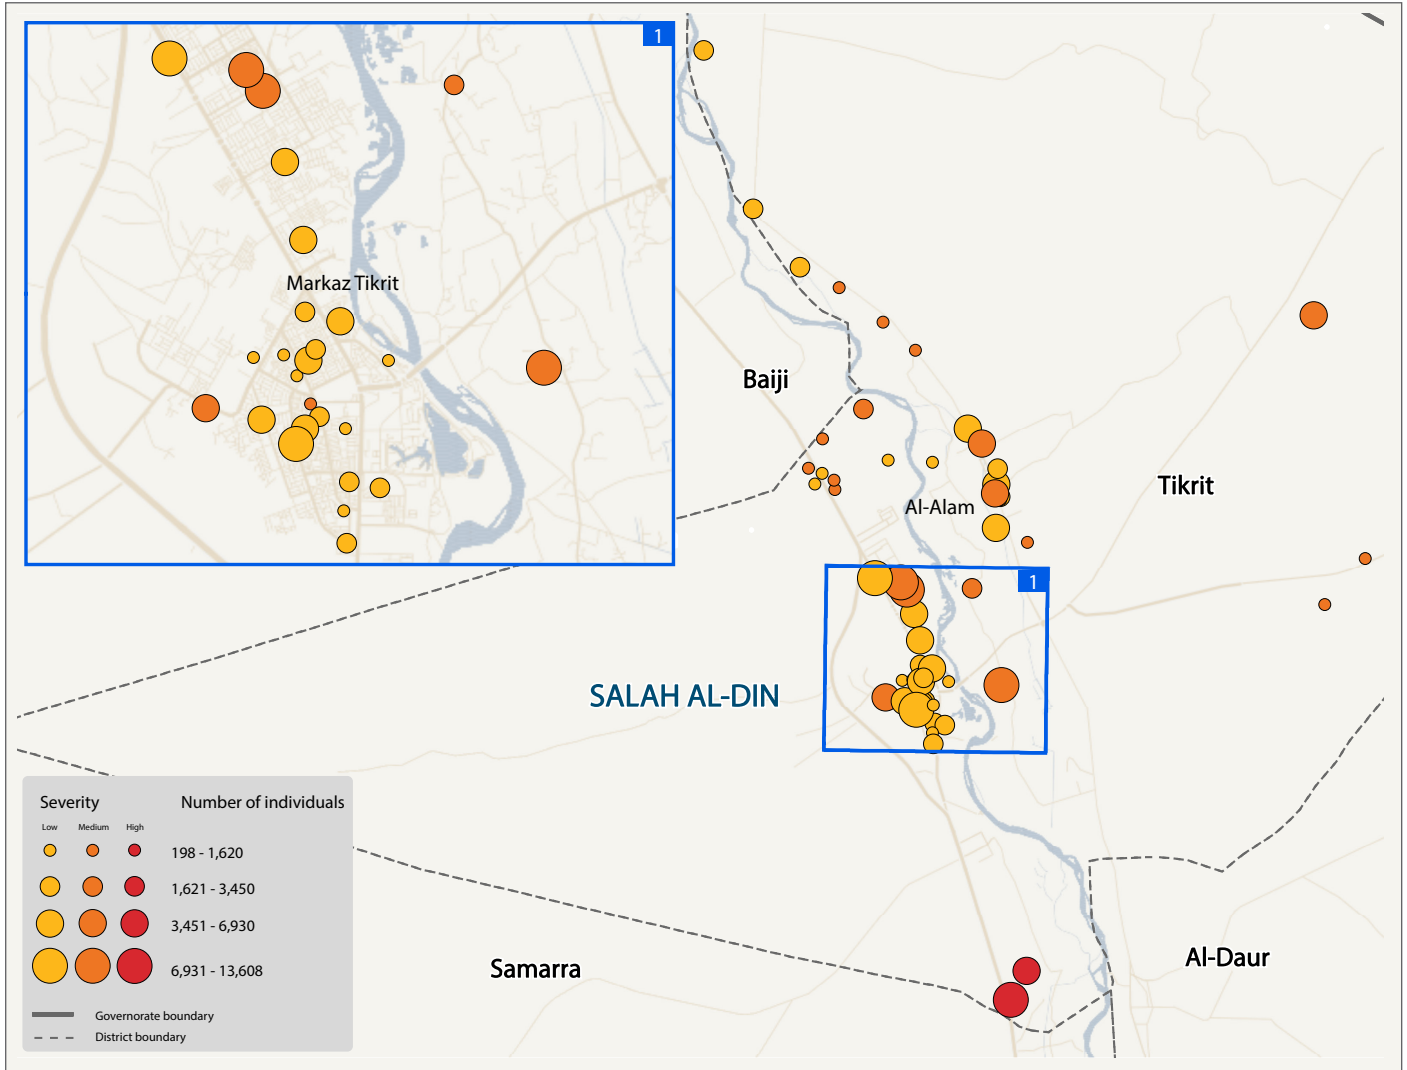 1
Markaz Tikrit
Baiji
Tikrit
Al-Alam
1
SALAH AL-DIN
Samarra
Al-Daur
Severity
Number of individuals
Low Medium High
198 - 1,620
1,621 - 3,450
3,451 - 6,930
6,931 - 13,608
Governorate boundary
District boundary